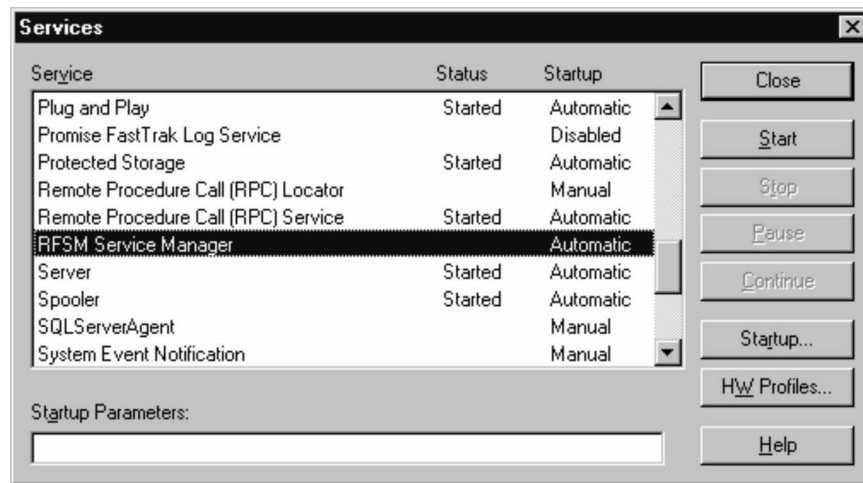 Services
Service Status Startup
Plug and Play Started Automatic
Promise FastTrak Log Service Disabled
Protected Storage Started Automatic
Remote Procedure Call (RPC) Locator Manual
Remote Procedure Call (RPC) Service Started Automatic
RFSM Service Manager Automatic
Server Started Automatic
Spooler Started Automatic
SQLServerAgent Manual
System Event Notification Manual
Startup Parameters:
Close
Start
Stop
Pause
Continue
Startup...
HW Profiles...
Help